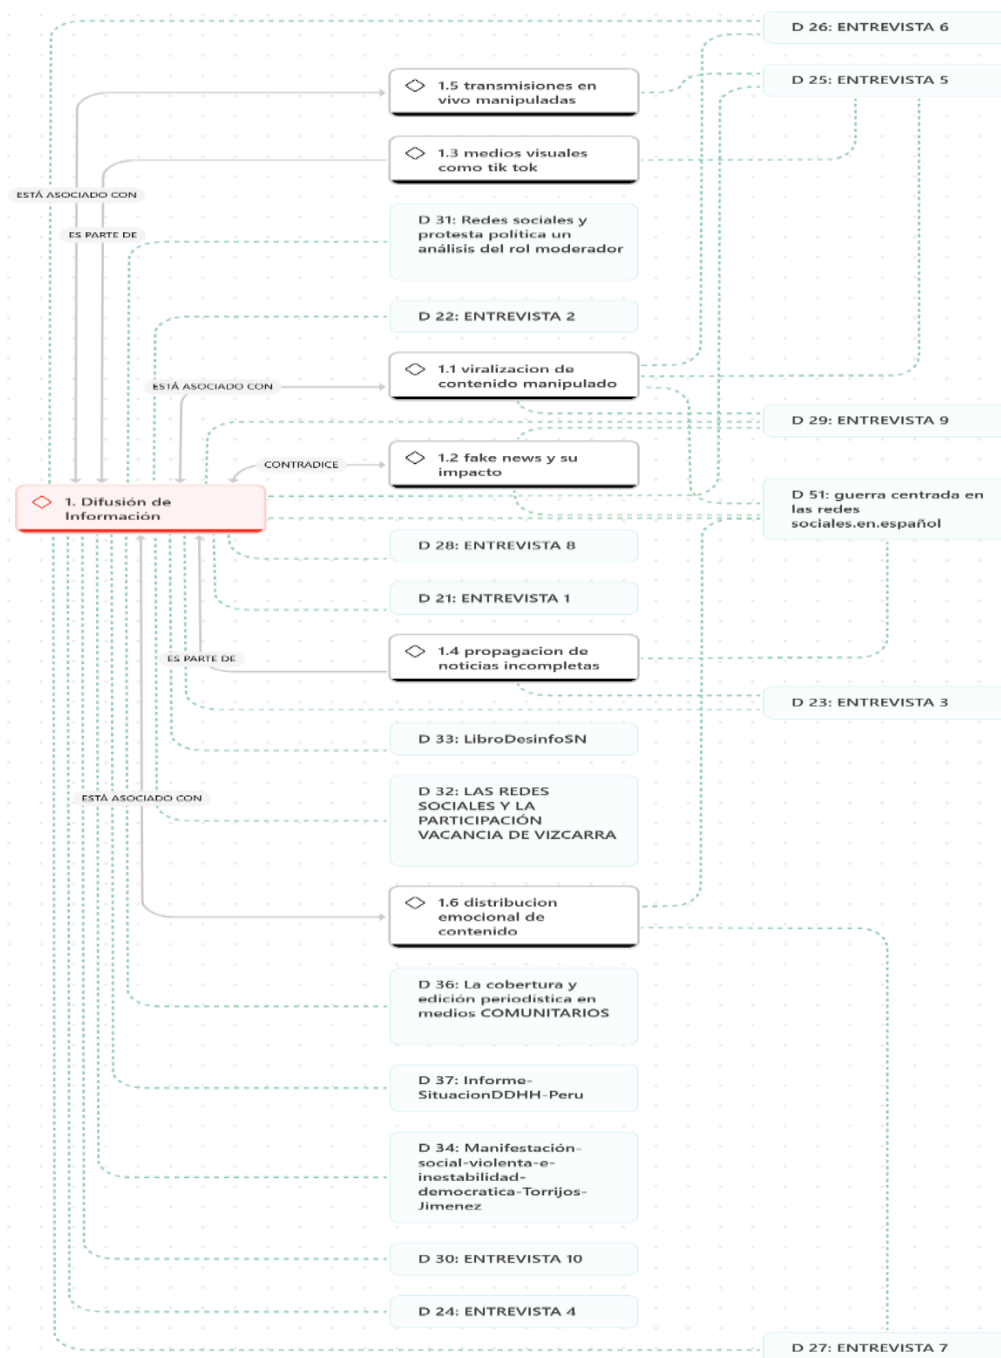 D 26: ENTREVISTA 6
D 25: ENTREVISTA 5
1.5 transmisiones en
vivo manipuladas
1.3 medios visuales
como tik tok
ESTÁ ASOCIADO CON
ES PARTE DE
D 31: Redes sociales y
protesta política un
análisis del rol moderador
D 22: ENTREVISTA 2
1.1 viralizacion de
contenido manipulado
ESTÁ ASOCIADO CON
D 29: ENTREVISTA 9
1.2 fake news y su
impacto
CONTRADICE
1. Difusión de
Información
D 51: guerra centrada en
las redes
sociales.en.español
D 28: ENTREVISTA 8
D 21: ENTREVISTA 1
1.4 propagacion de
noticias incompletas
ES PARTE DE
D 23: ENTREVISTA 3
D 33: LibroDesinfoSN
D 32: LAS REDES
SOCIALES Y LA
PARTICIPACIÓN
VACANCIA DE VIZCARRA
ESTÁ ASOCIADO CON
1.6 distribucion
emocional de
contenido
D 36: La cobertura y
edición periodística en
medios COMUNITARIOS
D 37: Informe-
SituacionDDHH-Peru
D 34: Manifestación-
social-violenta-e-
inestabilidad-
democratica-Torrijos-
Jimenez
D 30: ENTREVISTA 10
D 24: ENTREVISTA 4
D 27: ENTREVISTA 7